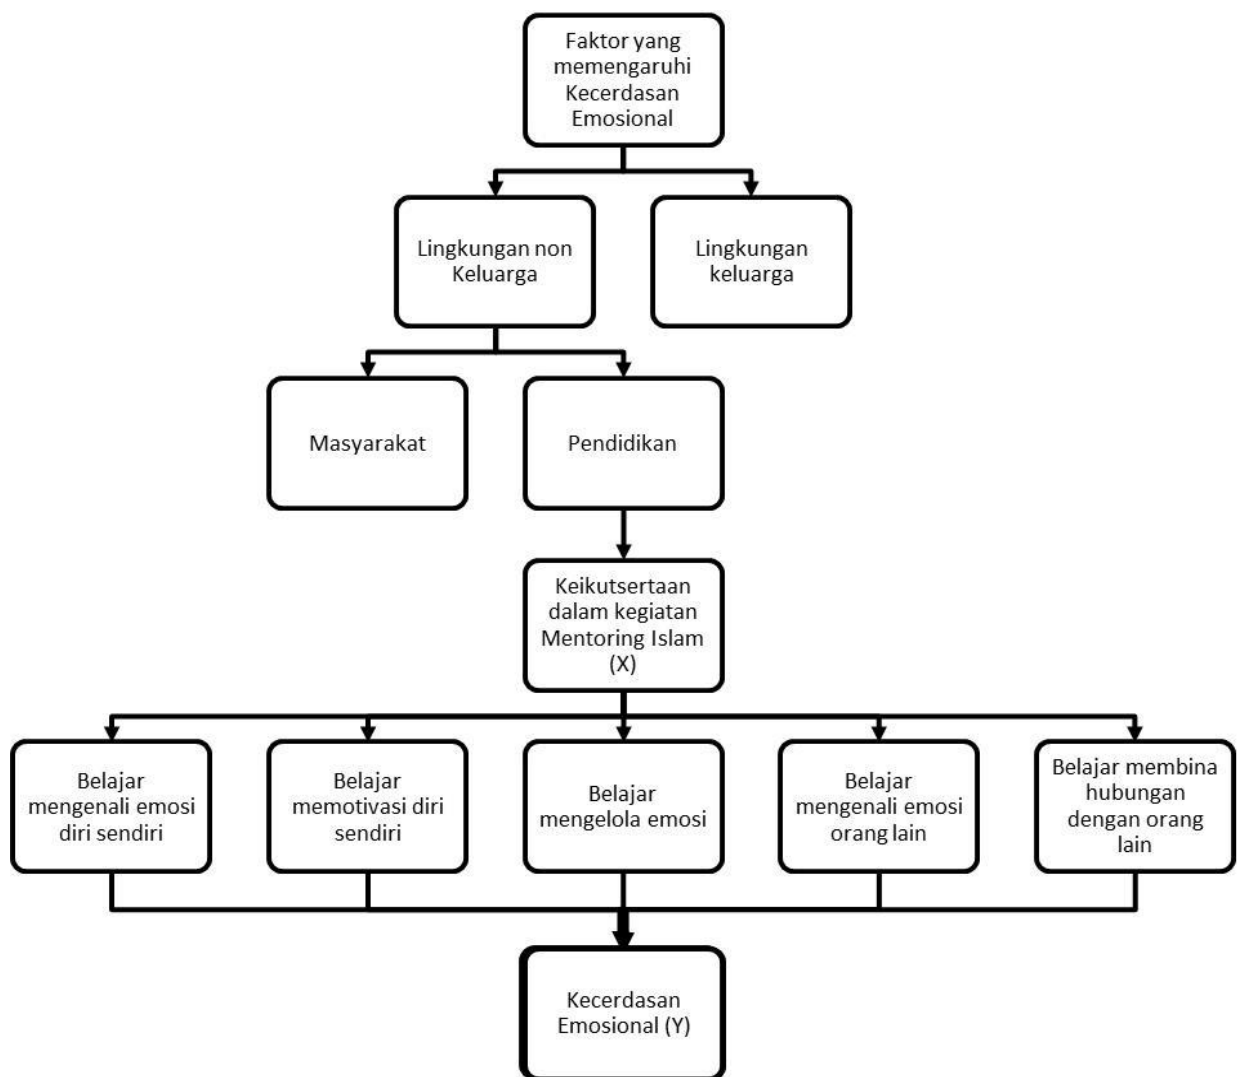 Faktor yang
memengaruhi
Kecerdasan
Emosional
Lingkungan non
Keluarga
Lingkungan
keluarga
Masyarakat
Pendidikan
Keikutsertaan
dalam kegiatan
Mentoring Islam
(X)
Belajar
mengenali emosi
diri sendiri
Belajar
memotivasi diri
sendiri
Belajar
mengelola emosi
Belajar
mengenali emosi
orang lain
Belajar membina
hubungan
dengan orang
lain
Kecerdasan
Emosional (Y)